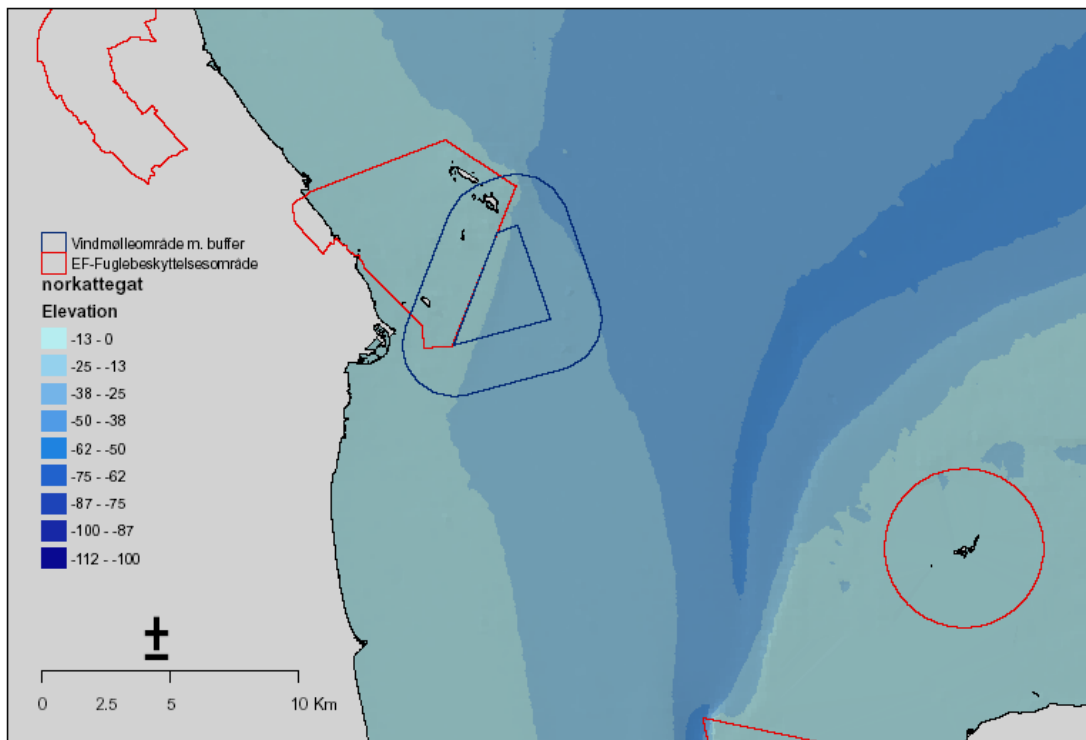 Vindmølleområde m. buffer
EF-Fuglebeskyttelsesområde
norkattegat
Elevation
-13 - 0
-25 - -13
-38 - -25
-50 - -38
-62 - -50
-75 - -62
-87 - -75
-100 - -87
-112 - -100
0 2.5 5 10 Km